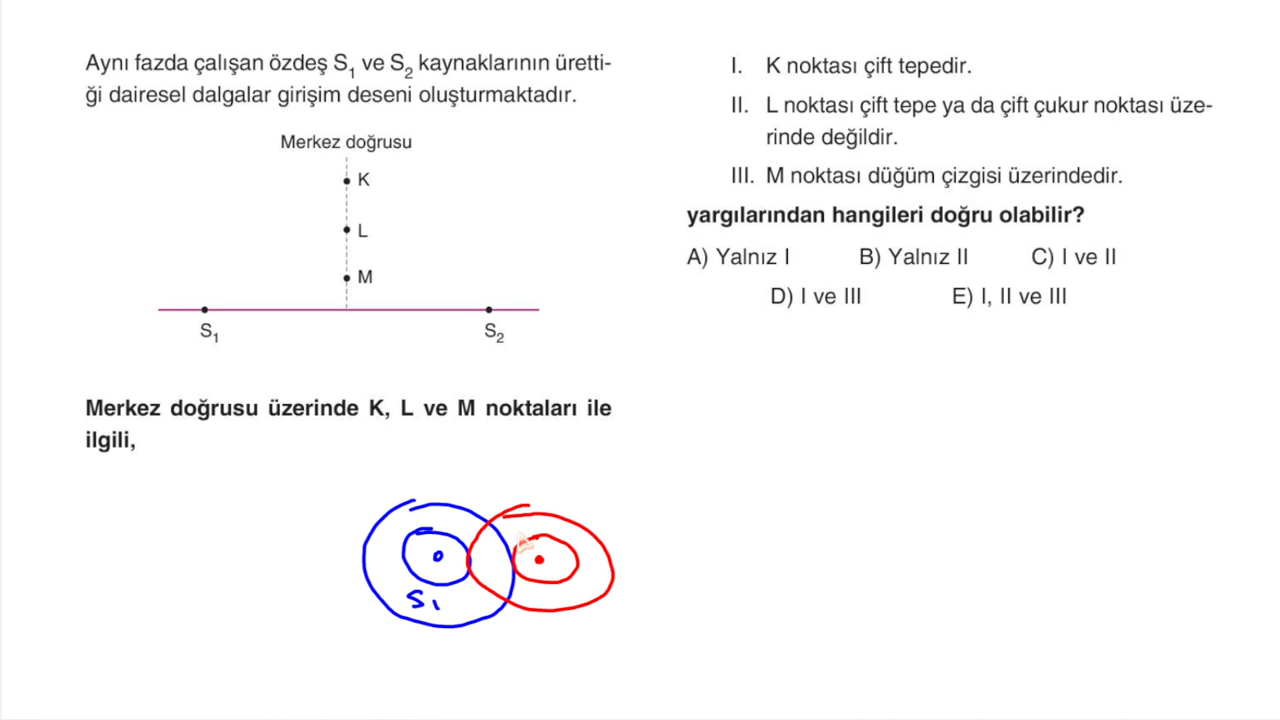 Aynı fazda çalışan özdeş S₁ ve S₂ kaynaklarının üretti-
ği dairesel dalgalar girişim deseni oluşturmaktadır.
Merkez doğrusu
K
L
M
S₁
S₂
Merkez doğrusu üzerinde K, L ve M noktaları ile
ilgili,
S₁
I. K noktası çift tepedir.
II. L noktası çift tepe ya da çift çukur noktası üze-
rinde değildir.
III. M noktası düğüm çizgisi üzerindedir.
yargılarından hangileri doğru olabilir?
A) Yalnız I B) Yalnız II C) I ve II
D) I ve III E) I, II ve III